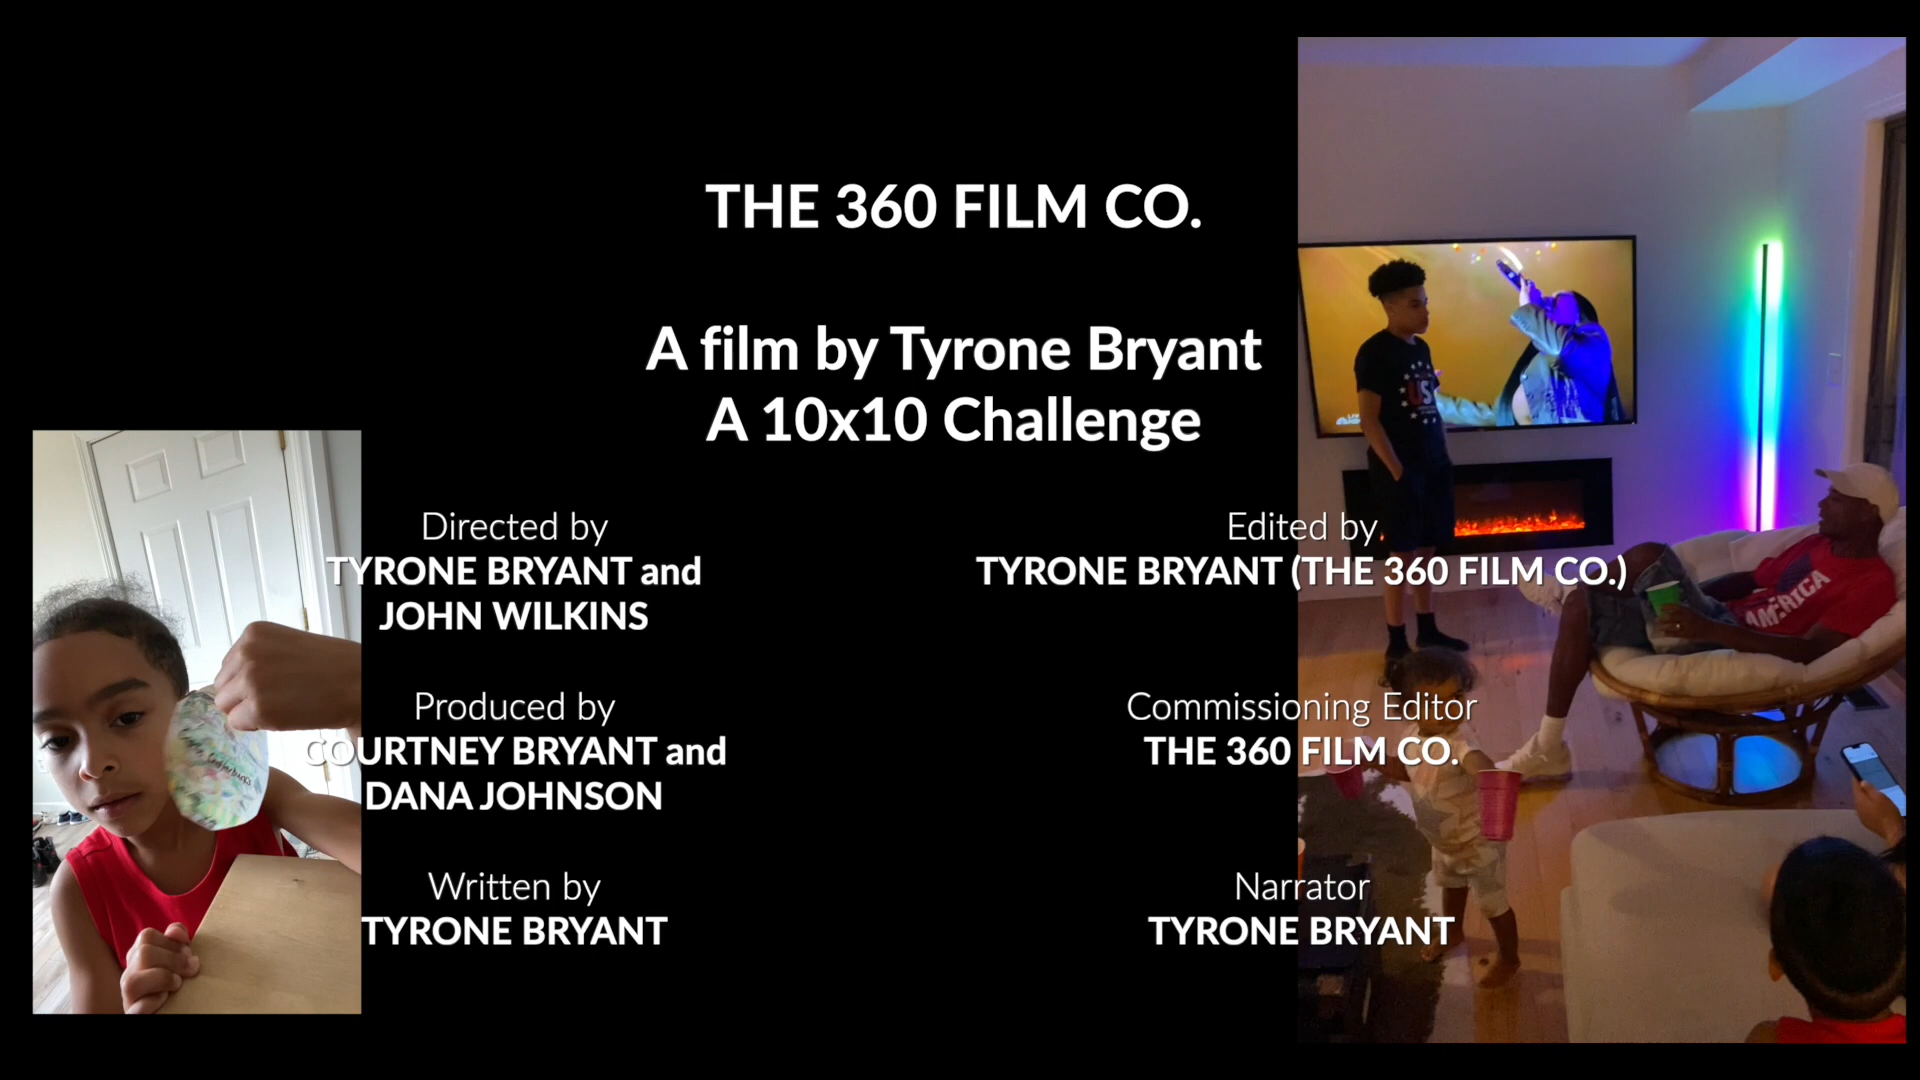 THE 360 FILM CO.
A film by Tyrone Bryant
A 10x10 Challenge
Directed by
TYRONE BRYANT and
JOHN WILKINS
Produced by
COURTNEY BRYANT and
DANA JOHNSON
Written by
TYRONE BRYANT
Edited by
TYRONE BRYANT (THE 360 FILM CO.)
Commissioning Editor
THE 360 FILM CO.
Narrator
TYRONE BRYANT
AMERICA